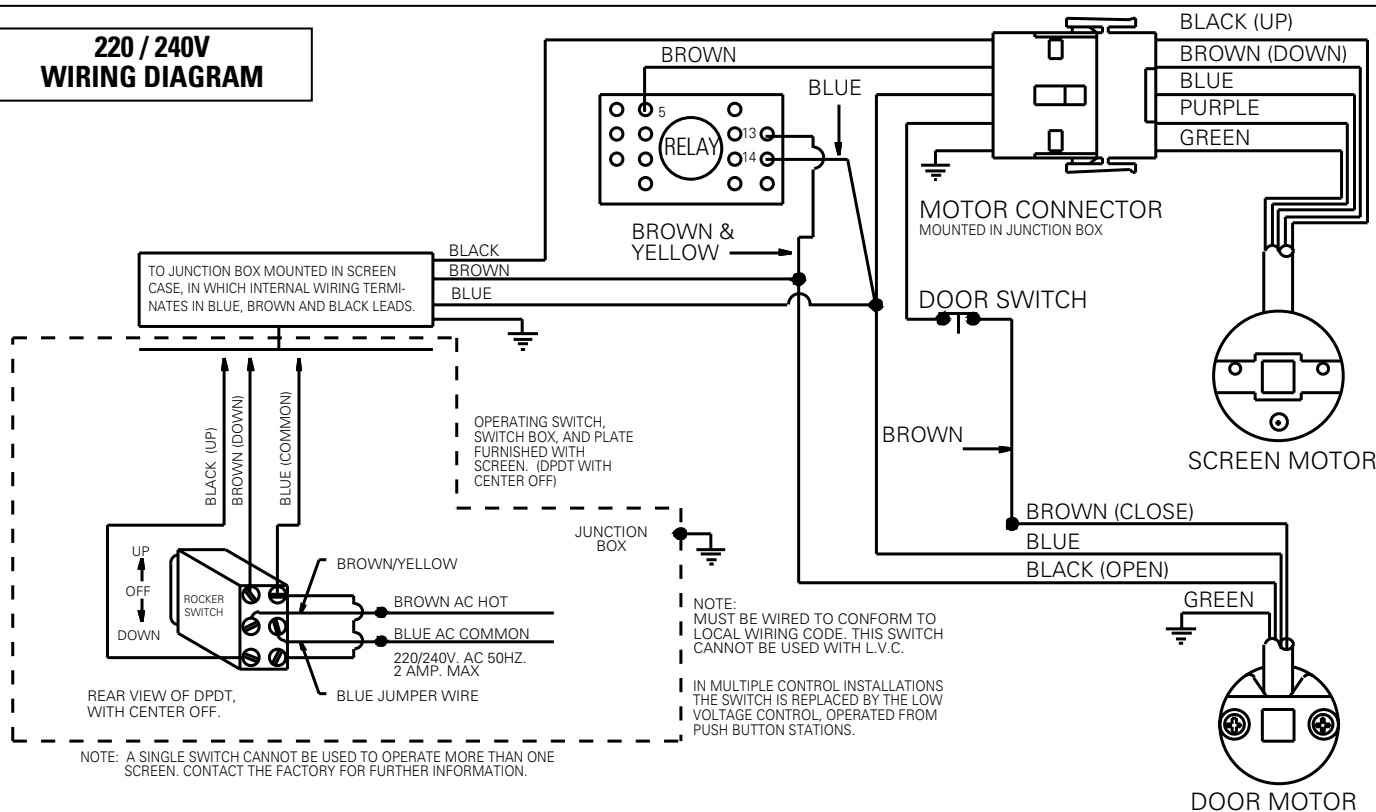 220 / 240V
WIRING DIAGRAM
BLACK (UP)
BROWN (DOWN)
BLUE
PURPLE
GREEN
BROWN
BLUE
5
13
14
RELAY
BROWN &
YELLOW
MOTOR CONNECTOR
MOUNTED IN JUNCTION BOX
TO JUNCTION BOX MOUNTED IN SCREEN
CASE, IN WHICH INTERNAL WIRING TERMI-
NATES IN BLUE, BROWN AND BLACK LEADS.
BLACK
BROWN
BLUE
DOOR SWITCH
SCREEN MOTOR
BLACK (UP)
BROWN (DOWN)
BLUE (COMMON)
OPERATING SWITCH,
SWITCH BOX, AND PLATE
FURNISHED WITH
SCREEN. (DPDT WITH
CENTER OFF)
BROWN
JUNCTION
BOX
BROWN (CLOSE)
BLUE
BLACK (OPEN)
GREEN
UP
OFF
DOWN
ROCKER
SWITCH
BROWN/YELLOW
BROWN AC HOT
BLUE AC COMMON
220/240V. AC 50HZ.
2 AMP. MAX
BLUE JUMPER WIRE
REAR VIEW OF DPDT,
WITH CENTER OFF.
NOTE:
MUST BE WIRED TO CONFORM TO
LOCAL WIRING CODE. THIS SWITCH
CANNOT BE USED WITH L.V.C.
IN MULTIPLE CONTROL INSTALLATIONS
THE SWITCH IS REPLACED BY THE LOW
VOLTAGE CONTROL, OPERATED FROM
PUSH BUTTON STATIONS.
NOTE: A SINGLE SWITCH CANNOT BE USED TO OPERATE MORE THAN ONE
SCREEN. CONTACT THE FACTORY FOR FURTHER INFORMATION.
DOOR MOTOR